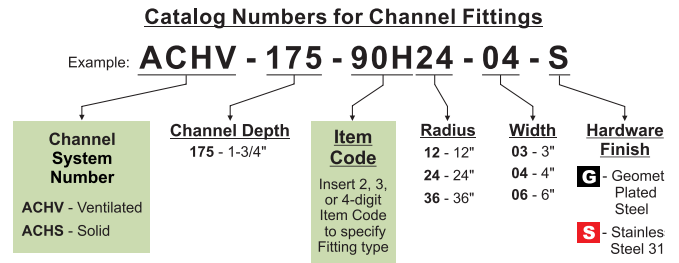 Catalog Numbers for Channel Fittings
Example: ACHV - 175 - 90H24 - 04 - S
Channel
System
Number
ACHV - Ventilated
ACHS - Solid
Channel Depth
175 - 1-3/4"
Item
Code
Insert 2, 3,
or 4-digit
Item Code
to specify
Fitting type
Radius
12 - 12"
24 - 24"
36 - 36"
Width
03 - 3"
04 - 4"
06 - 6"
Hardware
Finish
G - Geomet
Plated
Steel
S - Stainles
Steel 31